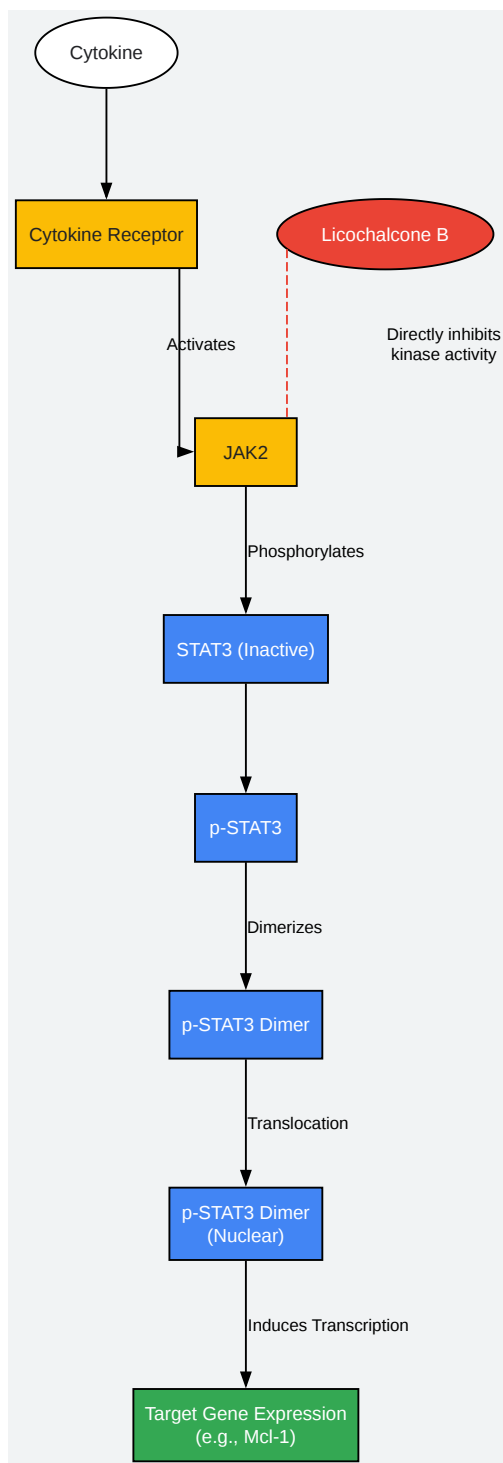 Cytokine
Cytokine Receptor
Licochalcone B
Activates
Directly inhibits
kinase activity
JAK2
Phosphorylates
STAT3 (Inactive)
p-STAT3
Dimerizes
p-STAT3 Dimer
Translocation
p-STAT3 Dimer
(Nuclear)
Induces Transcription
Target Gene Expression
(e.g., Mcl-1)